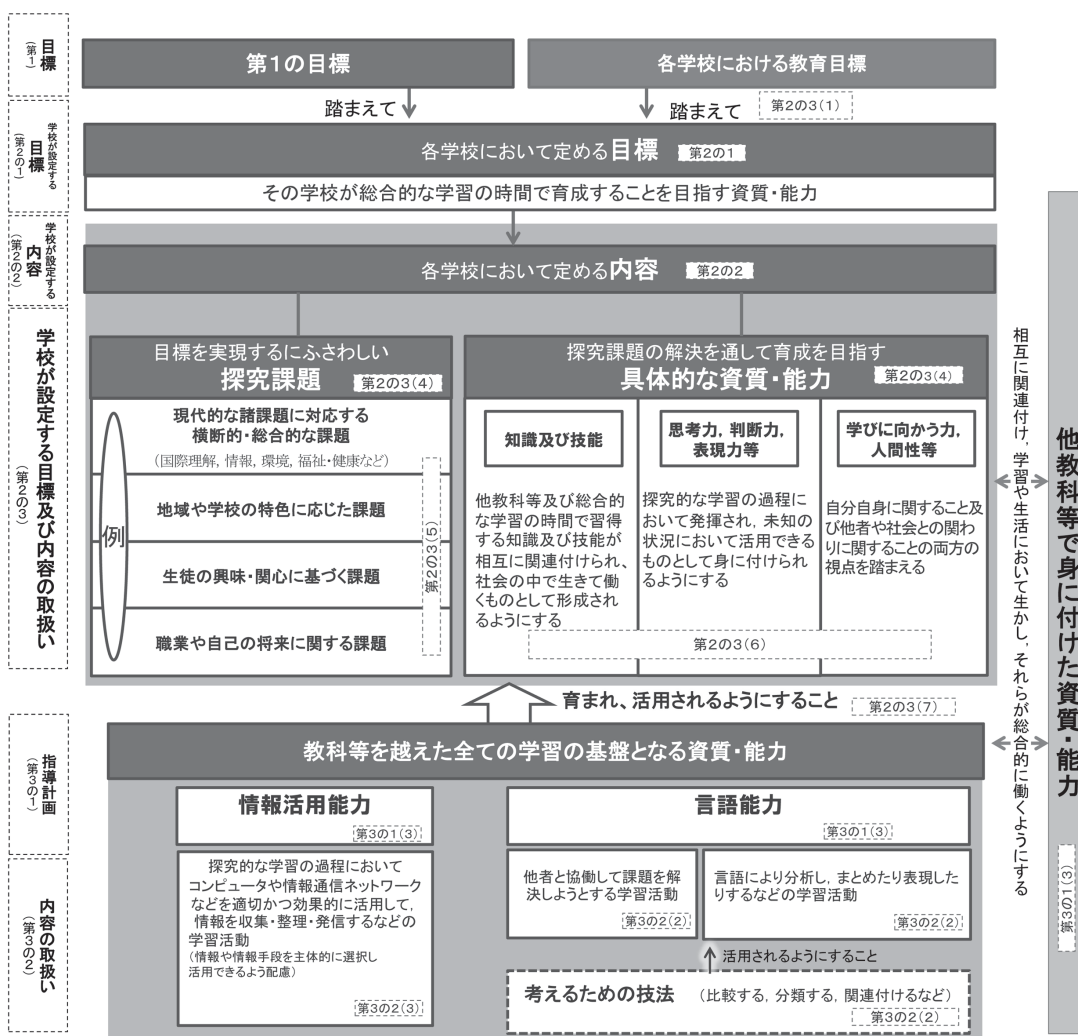 目標
(第1)
第1の目標
各学校における教育目標
踏まえて
踏まえて
第2の3(1)
学校が設定する
目標
(第2の1)
各学校において定める目標 第2の1
その学校が総合的な学習の時間で育成することを目指す資質・能力
学校が設定する
内容
(第2の2)
各学校において定める内容 第2の2
学校が設定する目標及び内容の取扱い
(第2の3)
目標を実現するにふさわしい
探究課題 第2の3(4)
例
現代的な諸課題に対応する
横断的・総合的な課題
(国際理解, 情報, 環境, 福祉・健康など)
地域や学校の特色に応じた課題
生徒の興味・関心に基づく課題
職業や自己の将来に関する課題
第2の3(5)
探究課題の解決を通して育成を目指す
具体的な資質・能力 第2の3(4)
知識及び技能
他教科等及び総合的
な学習の時間で習得
する知識及び技能が
相互に関連付けられ、
社会の中で生きて働
くものとして形成され
るようにする
思考力, 判断力,
表現力等
探究的な学習の過程に
おいて発揮され, 未知の
状況において活用できる
ものとして身に付けられ
るようにする
学びに向かう力,
人間性等
自分自身に関すること及
び他者や社会との関わ
りに関することの両方の
視点を踏まえる
第2の3(6)
相互に関連付け, 学習や生活において生かし, それらが総合的に働くようにする
他教科等で身に付けた資質・能力
第3の1(3)
育まれ、活用されるようにすること 第2の3(7)
指導計画
(第3の1)
教科等を越えた全ての学習の基盤となる資質・能力
情報活用能力
第3の1(3)
言語能力
第3の1(3)
内容の取扱い
(第3の2)
探究的な学習の過程において
コンピュータや情報通信ネットワーク
などを適切かつ効果的に活用して,
情報を収集・整理・発信するなどの
学習活動
(情報や情報手段を主体的に選択し
活用できるよう配慮)
第3の2(3)
他者と協働して課題を解
決しようとする学習活動
第3の2(2)
言語により分析し, まとめたり表現した
りするなどの学習活動
第3の2(2)
活用されるようにすること
考えるための技法 (比較する, 分類する, 関連付けるなど)
第3の2(2)